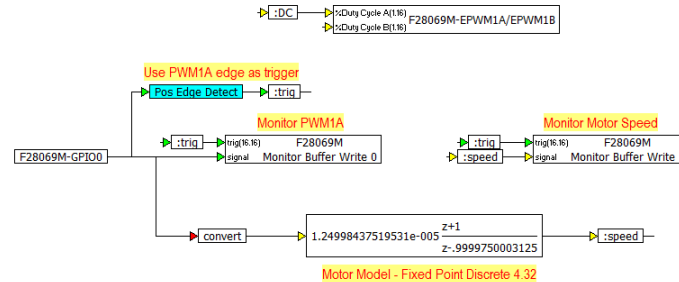 :DC
%Duty Cycle A(1.16)
%Duty Cycle B(1.16)
F28069M-EPWM1A/EPWM1B
Use PWM1A edge as trigger
Pos Edge Detect
:trig
Monitor PWM1A
Monitor Motor Speed
:trig
trig(16.16)
F28069M
signal
Monitor Buffer Write 0
:trig
:speed
trig(16.16)
F28069M
signal
Monitor Buffer Write
F28069M-GPIO0
convert
1.24998437519531e-005
z+1
z-.9999750003125
:speed
Motor Model - Fixed Point Discrete 4.32